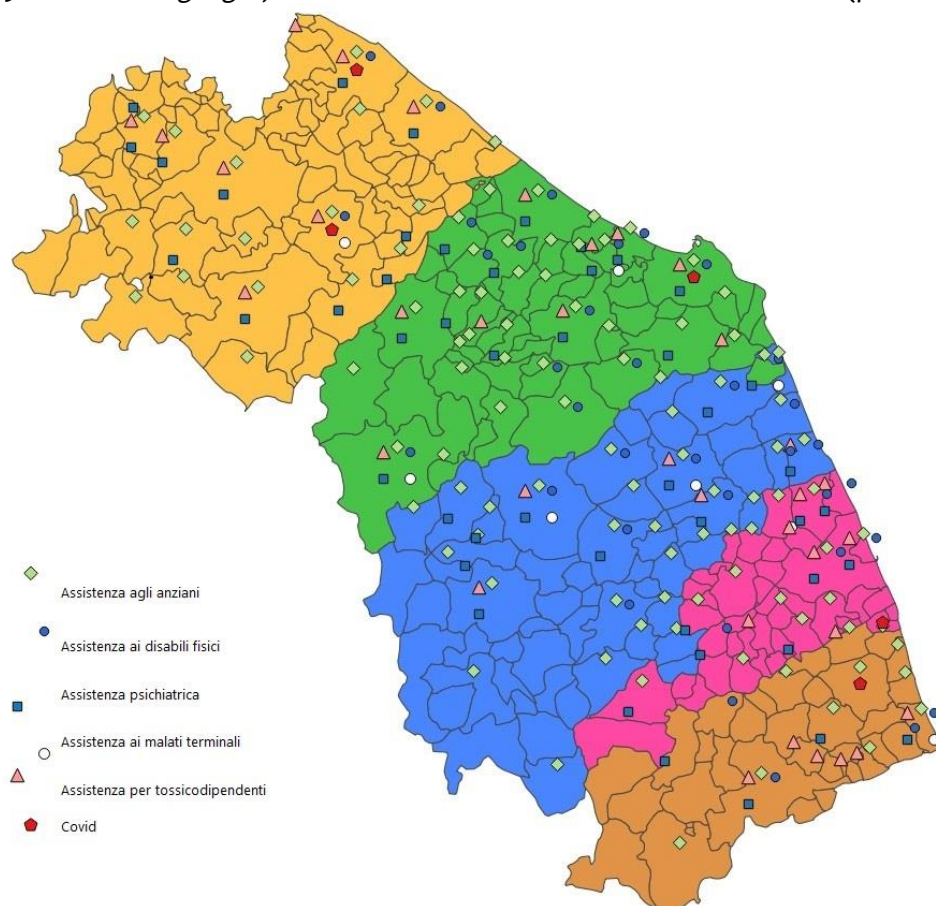 Assistenza agli anziani
Assistenza ai disabili fisici
Assistenza psichiatrica
Assistenza ai malati terminali
Assistenza per tossicodipendenti
Covid